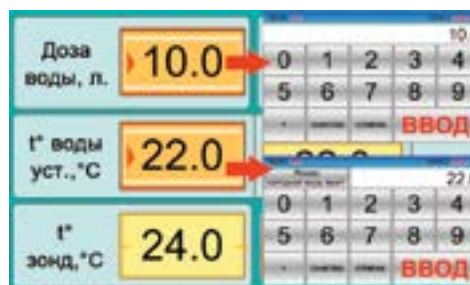 Доза
воды, л.
10.0
10
0 1 2 3 4
5 6 7 8 9
ВВОД
t° воды
уст.,°C
22.0
22.
0 1 2 3 4
5 6 7 8 9
ВВОД
t°
зонд,°C
24.0